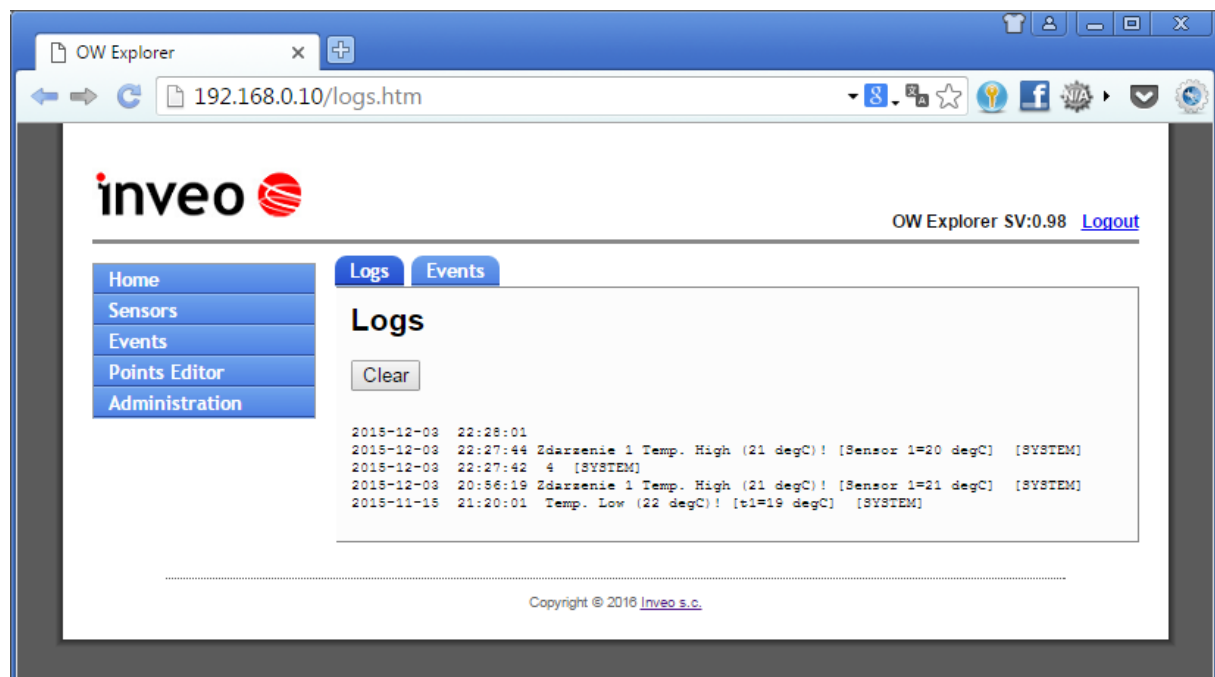 OW Explorer
192.168.0.10/logs.htm
inveo
OW Explorer SV:0.98 Logout
Home
Sensors
Events
Points Editor
Administration
Logs Events
Logs
Clear
2015-12-03 22:28:01
2015-12-03 22:27:44 Zdarzenie 1 Temp. High (21 degC)! [Sensor 1=20 degC] [SYSTEM]
2015-12-03 22:27:42 4 [SYSTEM]
2015-12-03 20:56:19 Zdarzenie 1 Temp. High (21 degC)! [Sensor 1=21 degC] [SYSTEM]
2015-11-15 21:20:01 Temp. Low (22 degC)! [t1=19 degC] [SYSTEM]
Copyright © 2016 Inveo s.c.